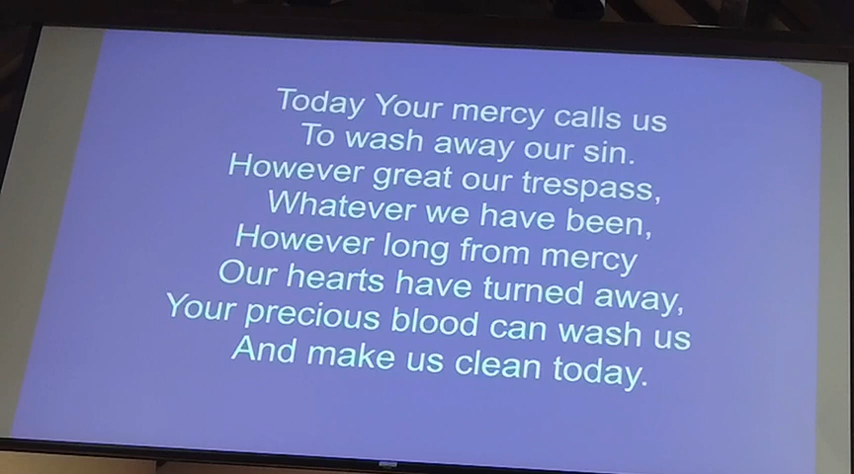 Today Your mercy calls us
To wash away our sin.
However great our trespass,
Whatever we have been,
However long from mercy
Our hearts have turned away,
Your precious blood can wash us
And make us clean today.